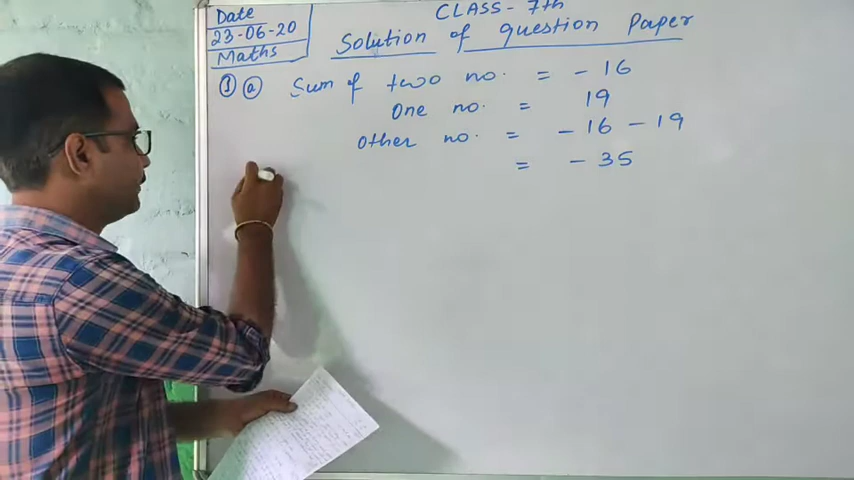 Date
23-06-20
Maths
CLASS- 7th
Solution of question Paper
① ⓐ Sum of two no. = - 16
One no. = 19
Other no. = - 16 - 19
= - 35